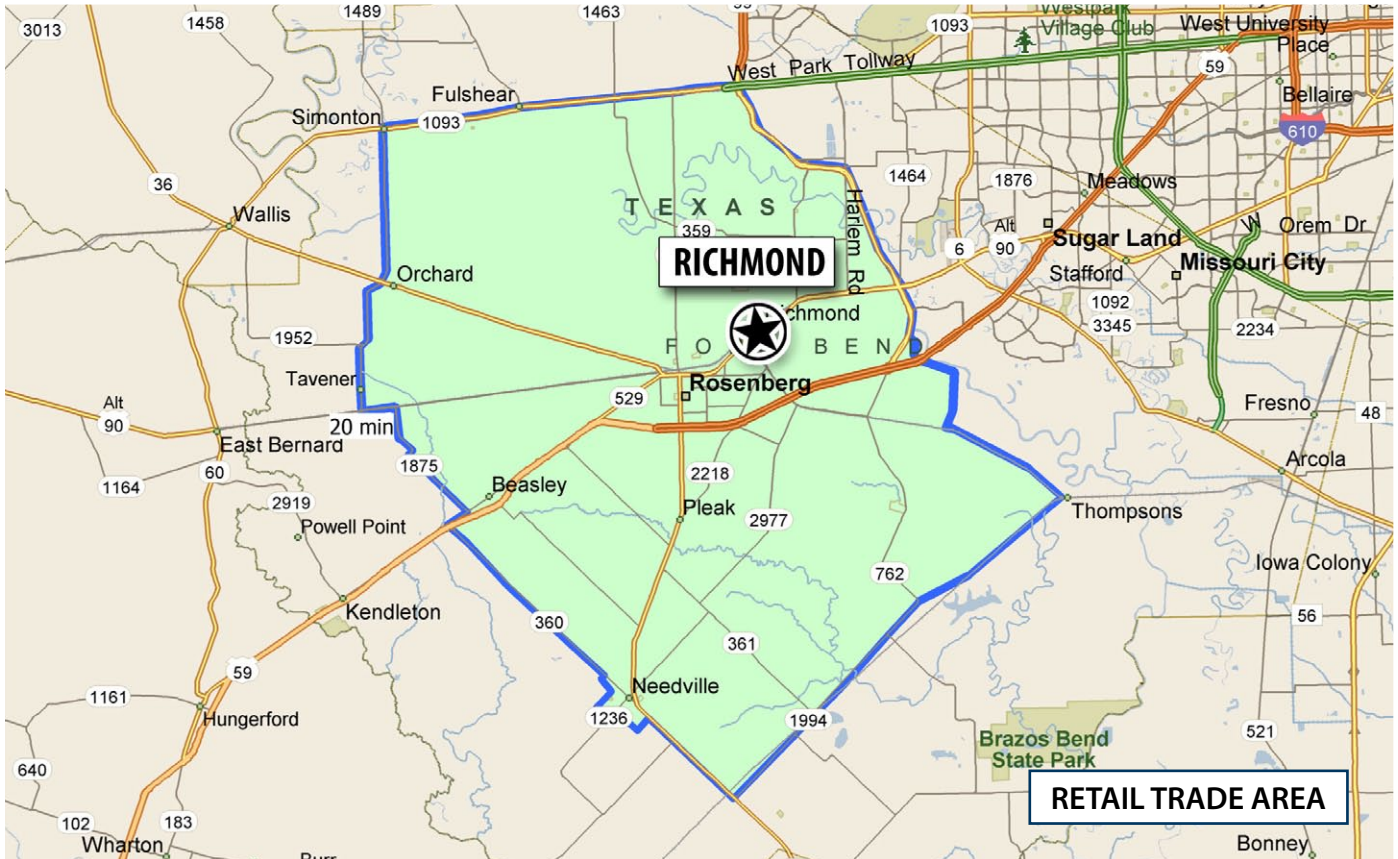 3013
1458
1489
1463
1093
Westpark
Village Club
West University
Place
59
West Park Tollway
Bellaire
Fulshear
Simonton
1093
610
36
1464
1876
Meadows
Wallis
TEXAS
359
Harlem Rd
Alt
90
6
Sugar Land
Orem Dr
W
Stafford
Missouri City
RICHMOND
Orchard
1092
3345
2234
ichmond
1952
FO BEND
Tavener
Rosenberg
529
Alt
90
20 min
Fresno
48
East Bernard
60
1875
Arcola
1164
2919
Beasley
2218
Powell Point
Pleak
2977
Thompsons
762
Iowa Colony
Kendleton
360
56
361
59
1161
Needville
Hungerford
1236
1994
521
Brazos Bend
State Park
640
RETAIL TRADE AREA
102
183
Wharton
Bonney